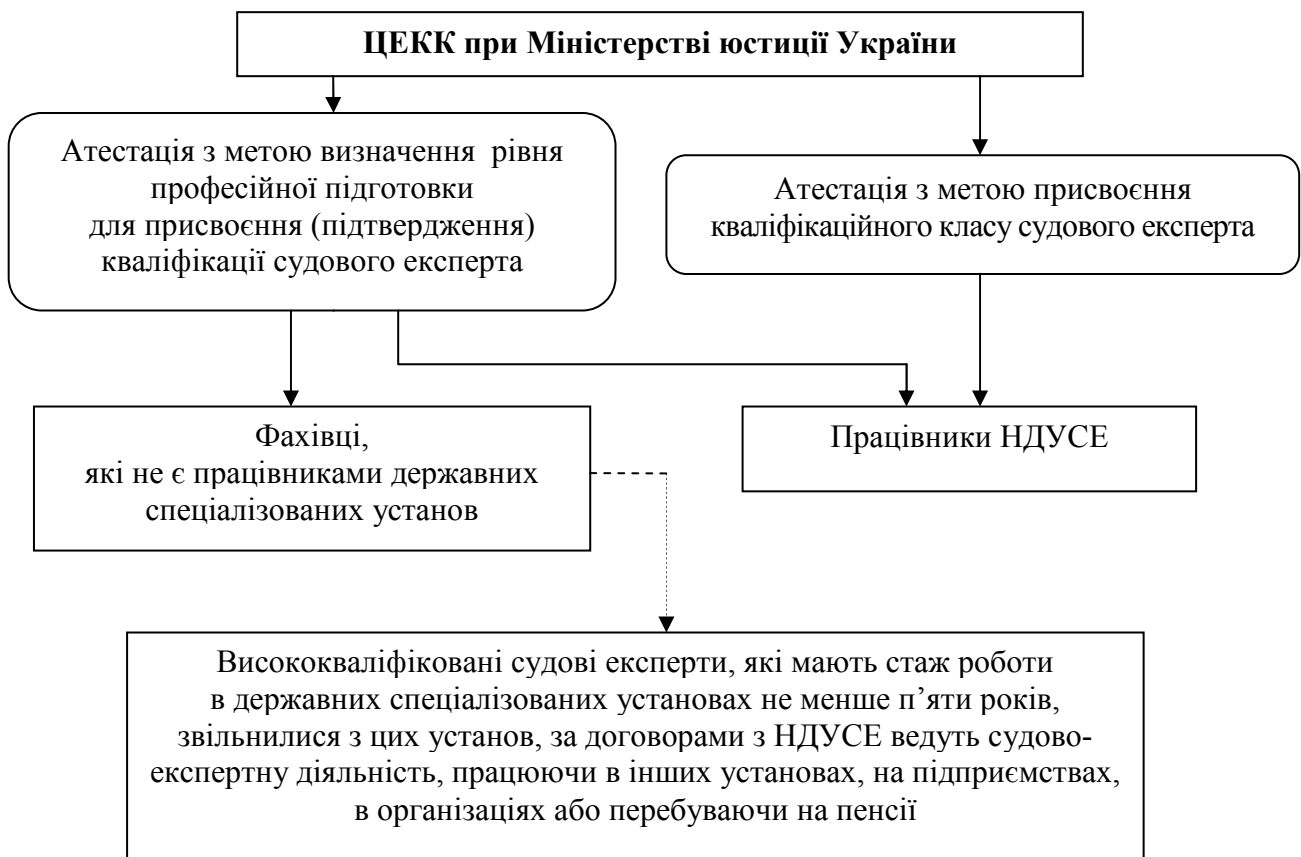 ЦЕКК при Міністерстві юстиції України
Атестація з метою визначення рівня
професійної підготовки
для присвоєння (підтвердження)
кваліфікації судового експерта
Атестація з метою присвоєння
кваліфікаційного класу судового експерта
Фахівці,
які не є працівниками державних
спеціалізованих установ
Працівники НДУСЕ
Висококваліфіковані судові експерти, які мають стаж роботи
в державних спеціалізованих установах не менше п’яти років,
звільнилися з цих установ, за договорами з НДУСЕ ведуть судово-
експертну діяльність, працюючи в інших установах, на підприємствах,
в організаціях або перебуваючи на пенсії